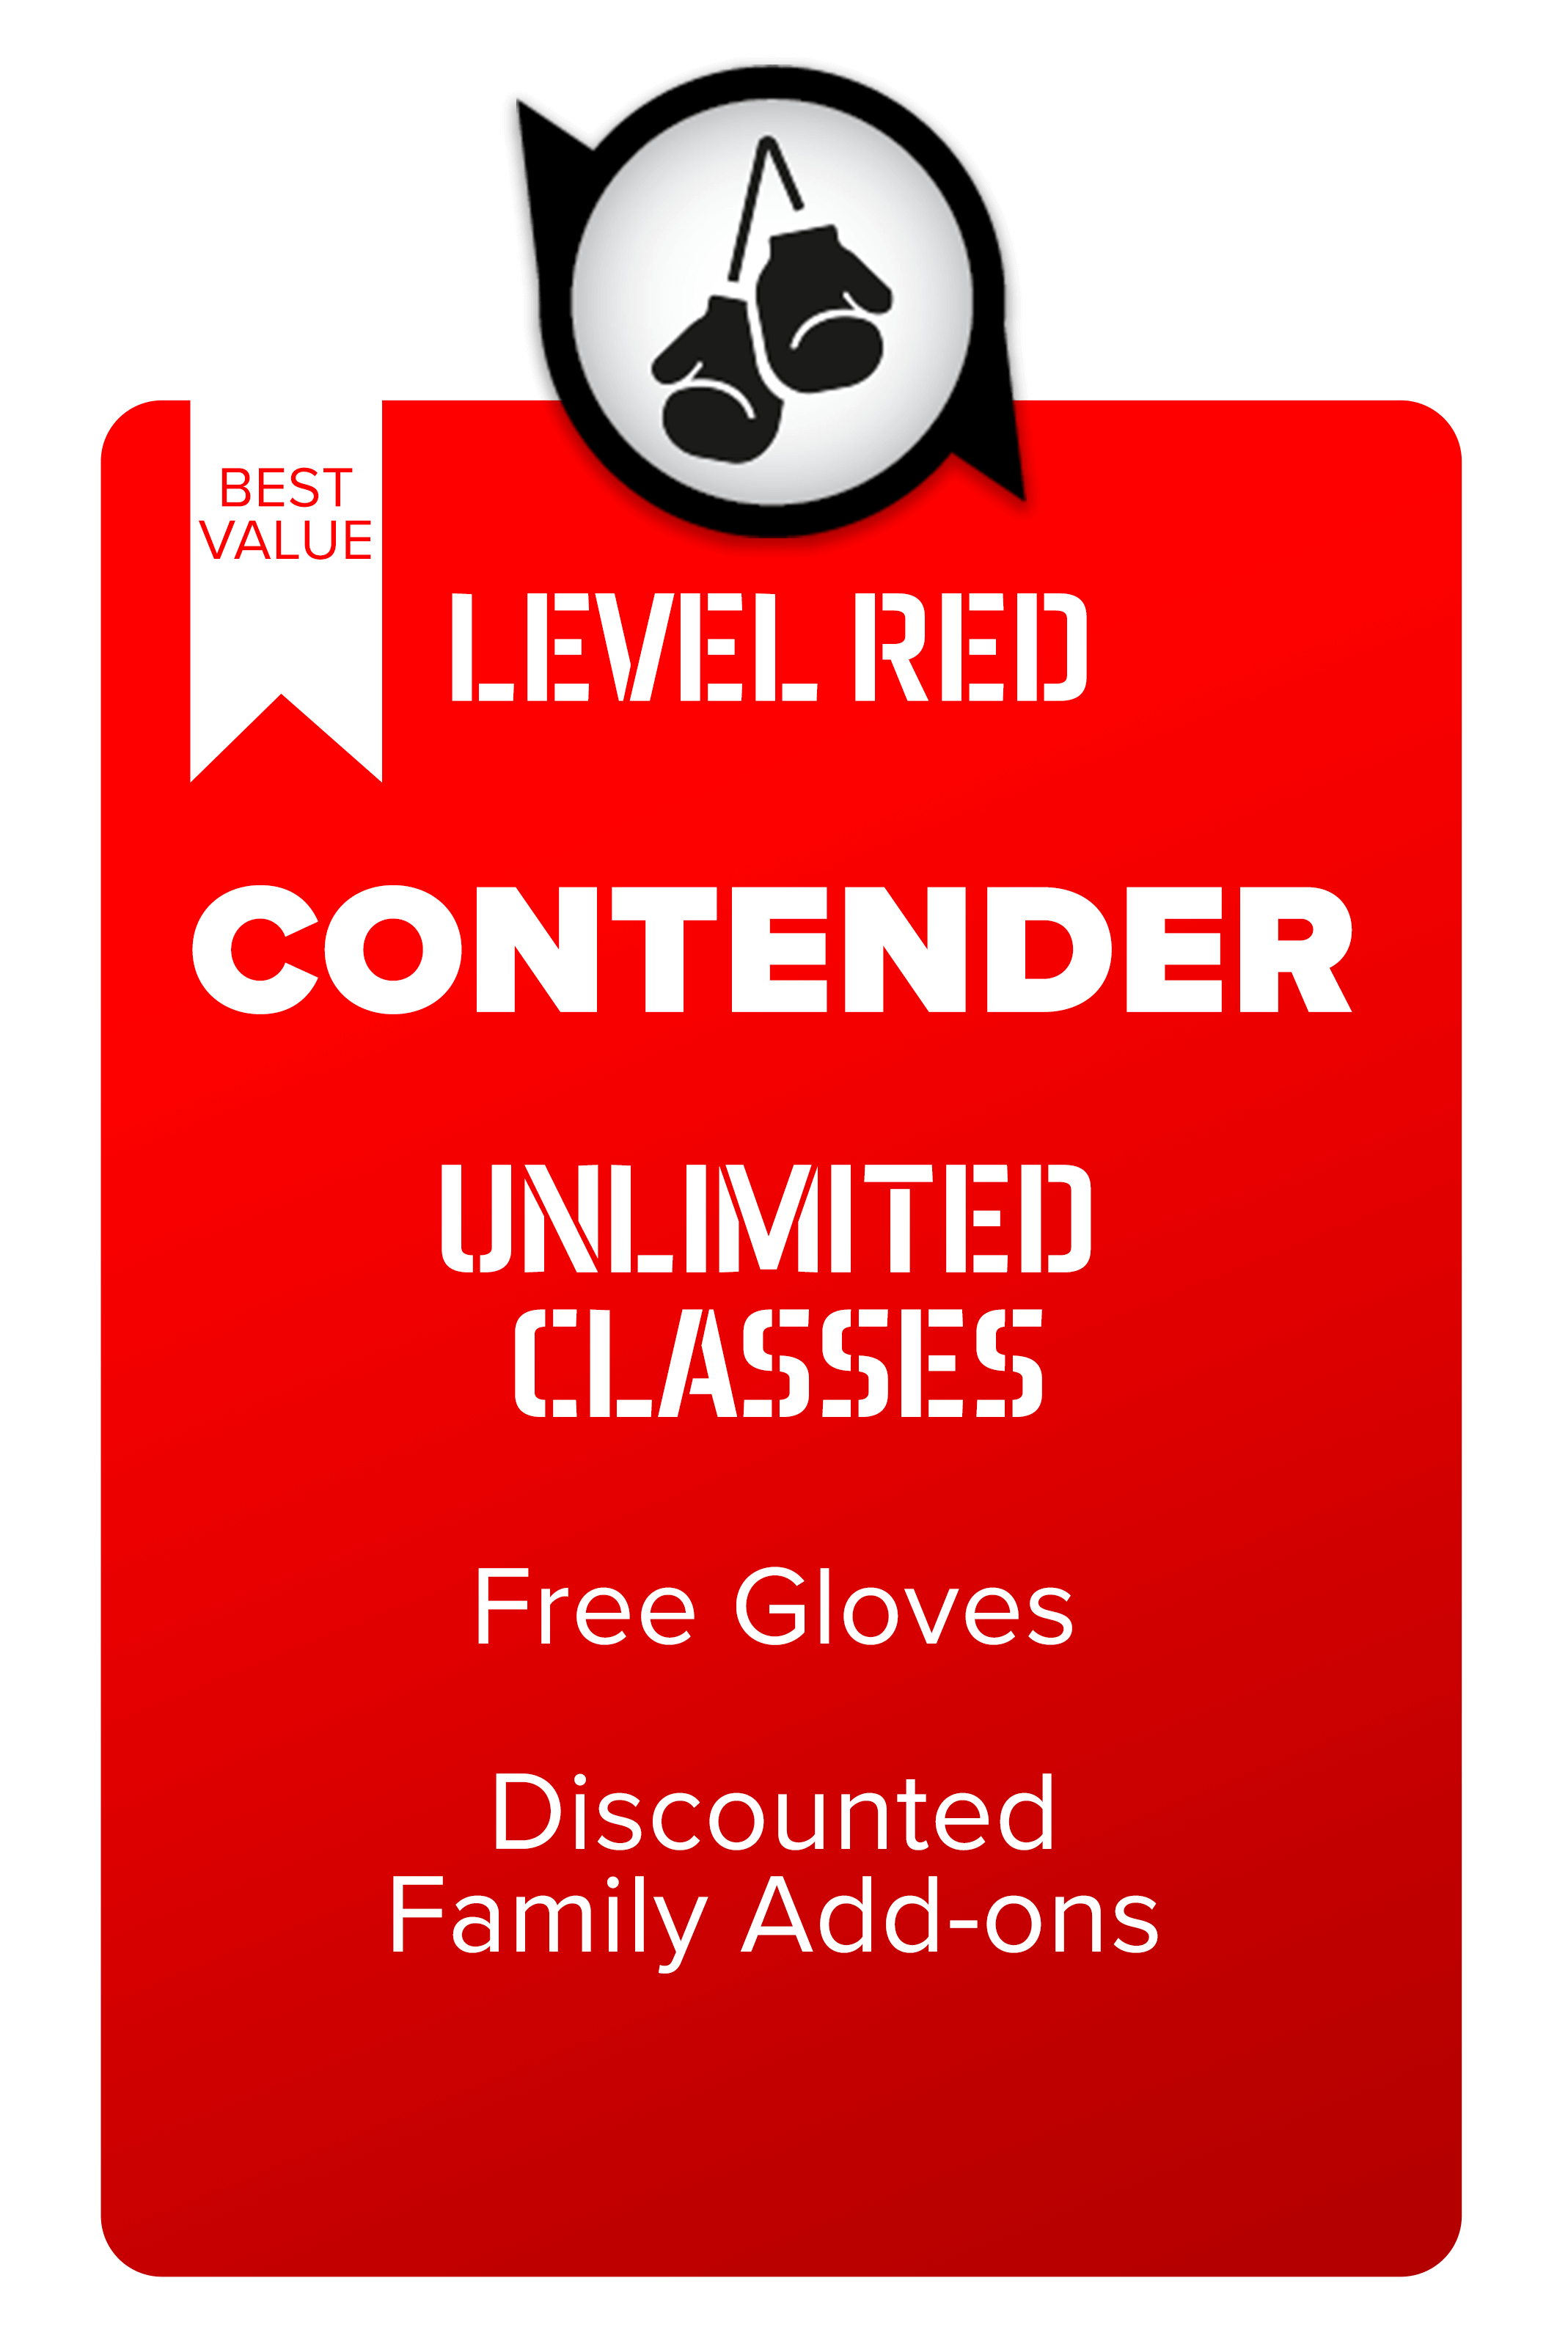 BEST
VALUE
LEVEL RED
CONTENDER
UNLIMITED
CLASSES
Free Gloves
Discounted
Family Add-ons